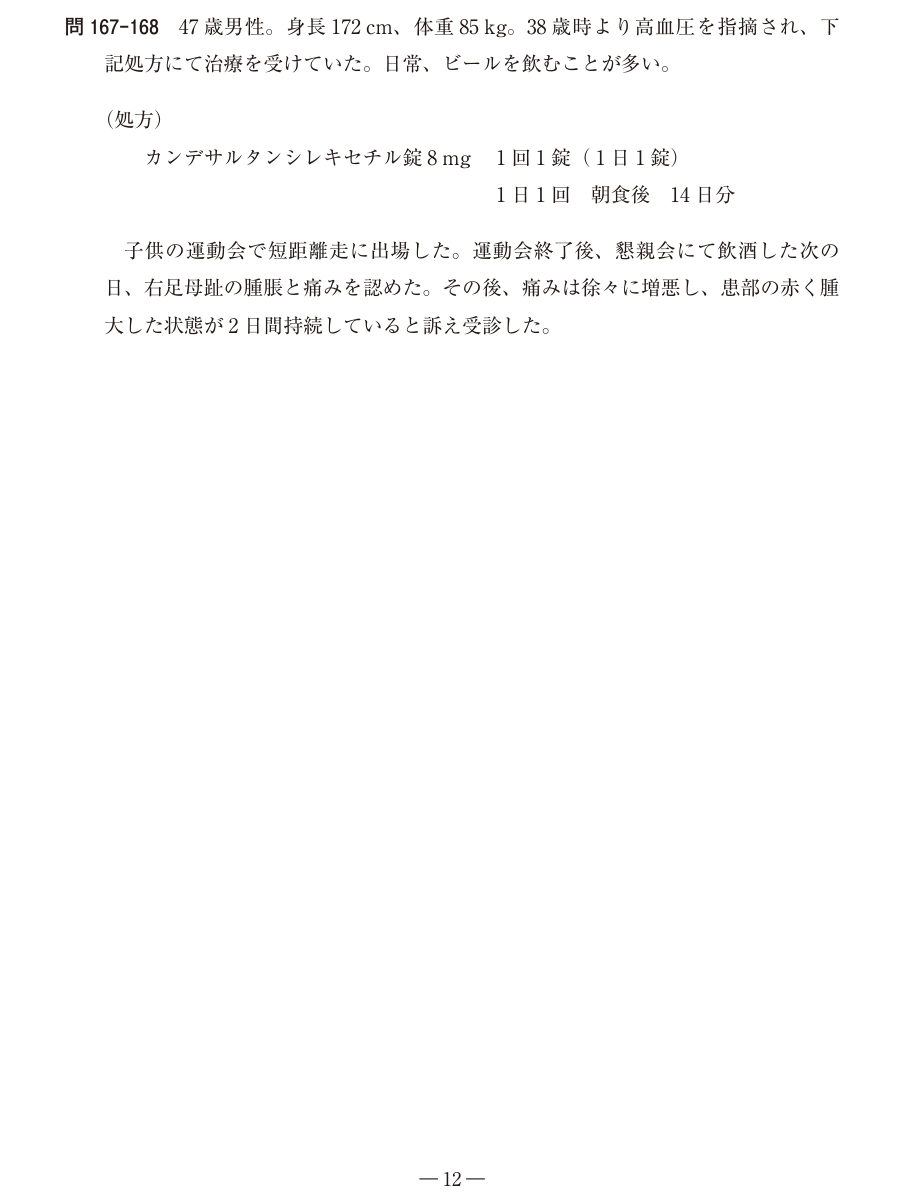 問 167-168 47 歳男性。身長 172 cm、体重 85 kg。38 歳時より高血圧を指摘され、下
記処方にて治療を受けていた。日常、ビールを飲むことが多い。
（処方）
カンデサルタンシレキセチル錠 8 mg 1 回 1 錠（1 日 1 錠）
1 日 1 回 朝食後 14 日分
子供の運動会で短距離走に出場した。運動会終了後、懇親会にて飲酒した次の
日、右足母趾の腫脹と痛みを認めた。その後、痛みは徐々に増悪し、患部の赤く腫
大した状態が 2 日間持続していると訴え受診した。
― 12 ―